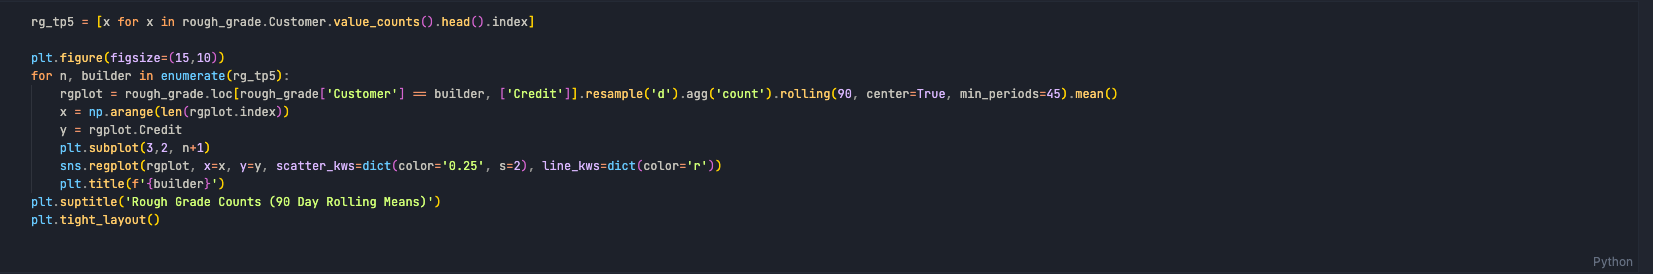 rg_tp5 = [x for x in rough_grade.Customer.value_counts().head().index]
plt.figure(figsize=(15,10))
for n, builder in enumerate(rg_tp5):
rgplot = rough_grade.loc[rough_grade['Customer'] == builder, ['Credit']].resample('d').agg('count').rolling(90, center=True, min_periods=45).mean()
x = np.arange(len(rgplot.index))
y = rgplot.Credit
plt.subplot(3,2, n+1)
sns.regplot(rgplot, x=x, y=y, scatter_kws=dict(color='0.25', s=2), line_kws=dict(color='r'))
plt.title(f'{builder}')
plt.suptitle('Rough Grade Counts (90 Day Rolling Means)')
plt.tight_layout()
Python